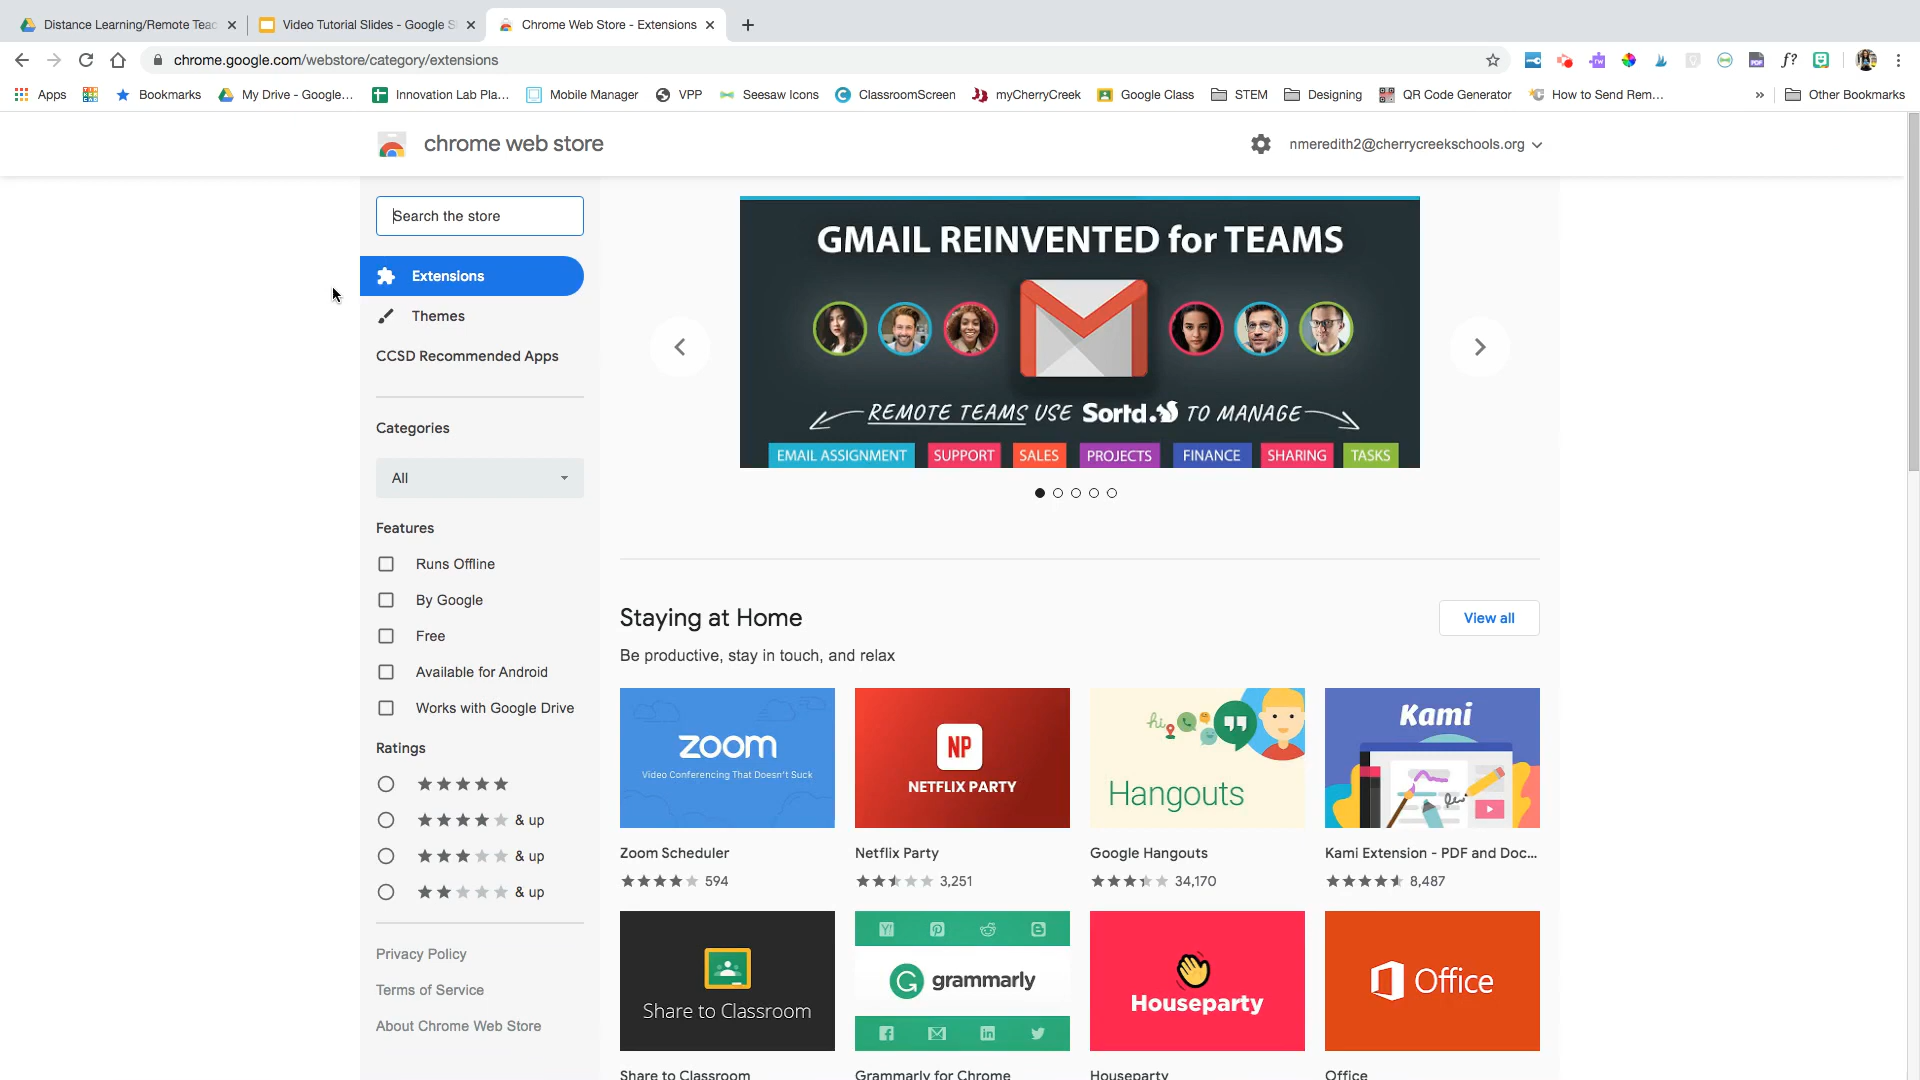 Distance Learning/Remote Teac
Video Tutorial Slides - Google S
Chrome Web Store - Extensions
chrome.google.com/webstore/category/extensions
Apps
Bookmarks
My Drive - Google...
Innovation Lab Pla...
Mobile Manager
VPP
Seesaw Icons
ClassroomScreen
myCherryCreek
Google Class
STEM
Designing
QR Code Generator
How to Send Rem...
»
Other Bookmarks
chrome web store
nmeredith2@cherrycreekschools.org
Search the store
Extensions
Themes
CCSD Recommended Apps
Categories
All
Features
Runs Offline
By Google
Free
Available for Android
Works with Google Drive
Ratings
& up
& up
& up
Privacy Policy
Terms of Service
About Chrome Web Store
GMAIL REINVENTED for TEAMS
REMOTE TEAMS USE Sortd. TO MANAGE
EMAIL ASSIGNMENT SUPPORT SALES PROJECTS FINANCE SHARING TASKS
Staying at Home
View all
Be productive, stay in touch, and relax
zoom
Video Conferencing That Doesn't Suck
NP
NETFLIX PARTY
hi
Hangouts
Kami
Zoom Scheduler
594
Netflix Party
3,251
Google Hangouts
34,170
Kami Extension - PDF and Doc...
8,487
Share to Classroom
grammarly
Houseparty
Office
Share to Classroom
Grammarly for Chrome
Houseparty
Office